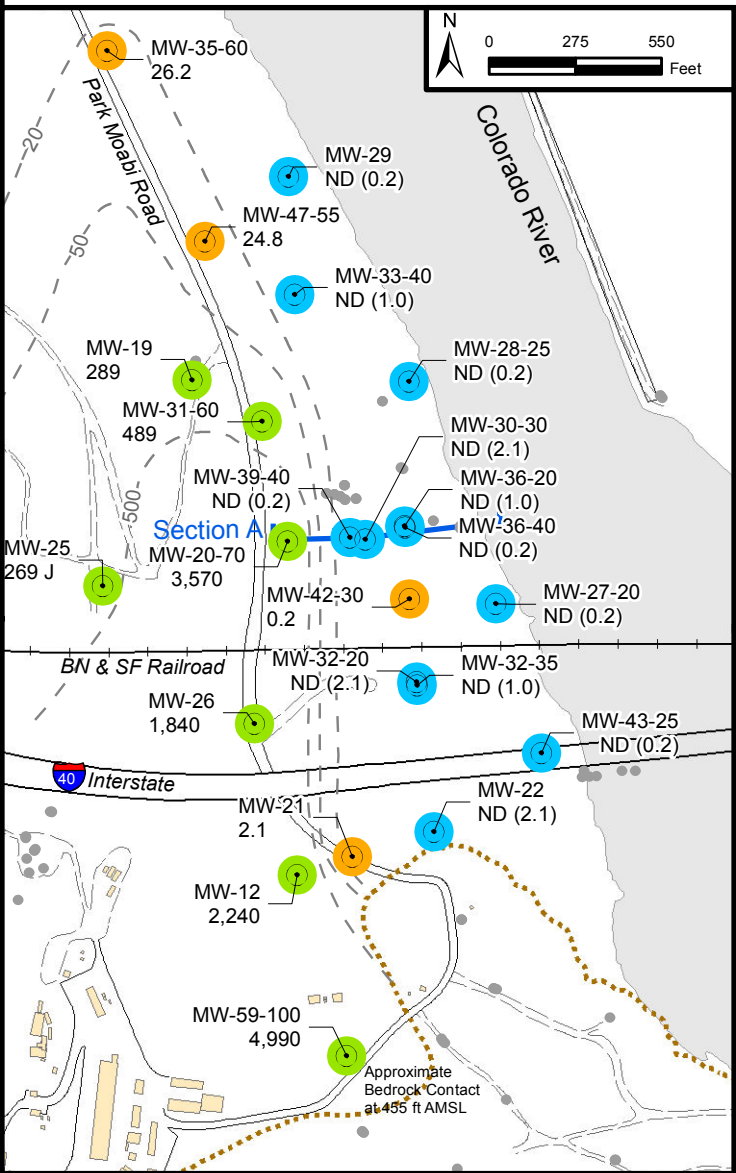 N
0 275 550
Feet
MW-35-60
26.2
Park Moabi Road
20
Colorado River
MW-29
ND (0.2)
MW-47-55
24.8
50
MW-33-40
ND (1.0)
MW-19
289
MW-28-25
ND (0.2)
MW-31-60
489
MW-30-30
ND (2.1)
MW-39-40
ND (0.2)
MW-36-20
ND (1.0)
500
Section A
MW-36-40
ND (0.2)
MW-25
269 J
MW-20-70
3,570
MW-42-30
0.2
MW-27-20
ND (0.2)
BN & SF Railroad
MW-32-20
ND (2.1)
MW-32-35
ND (1.0)
MW-26
1,840
MW-43-25
ND (0.2)
40
Interstate
MW-21
2.1
MW-22
ND (2.1)
MW-12
2,240
MW-59-100
4,990
Approximate
Bedrock Contact
at 455 ft AMSL